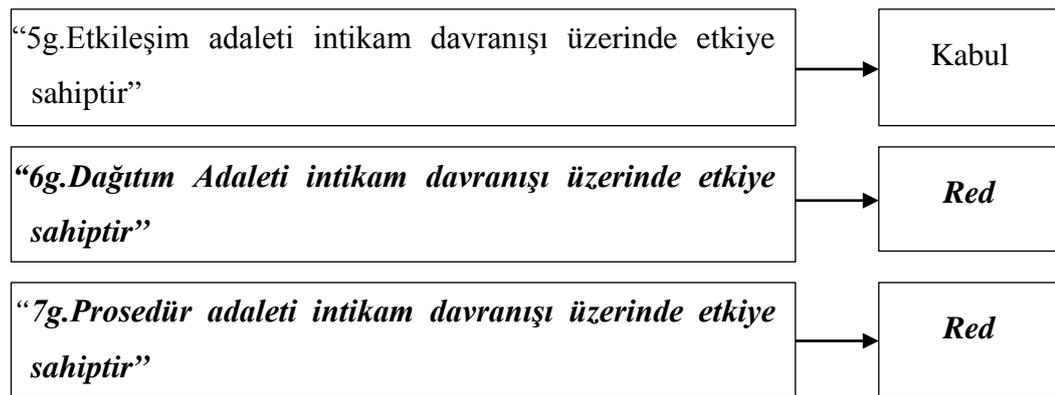 “5g.Etkileşim adaleti intikam davranışı üzerinde etkiye
sahiptir”
Kabul
“6g.Dağıtım Adaleti intikam davranışı üzerinde etkiye
sahiptir”
Red
“7g.Prosedür adaleti intikam davranışı üzerinde etkiye
sahiptir”
Red